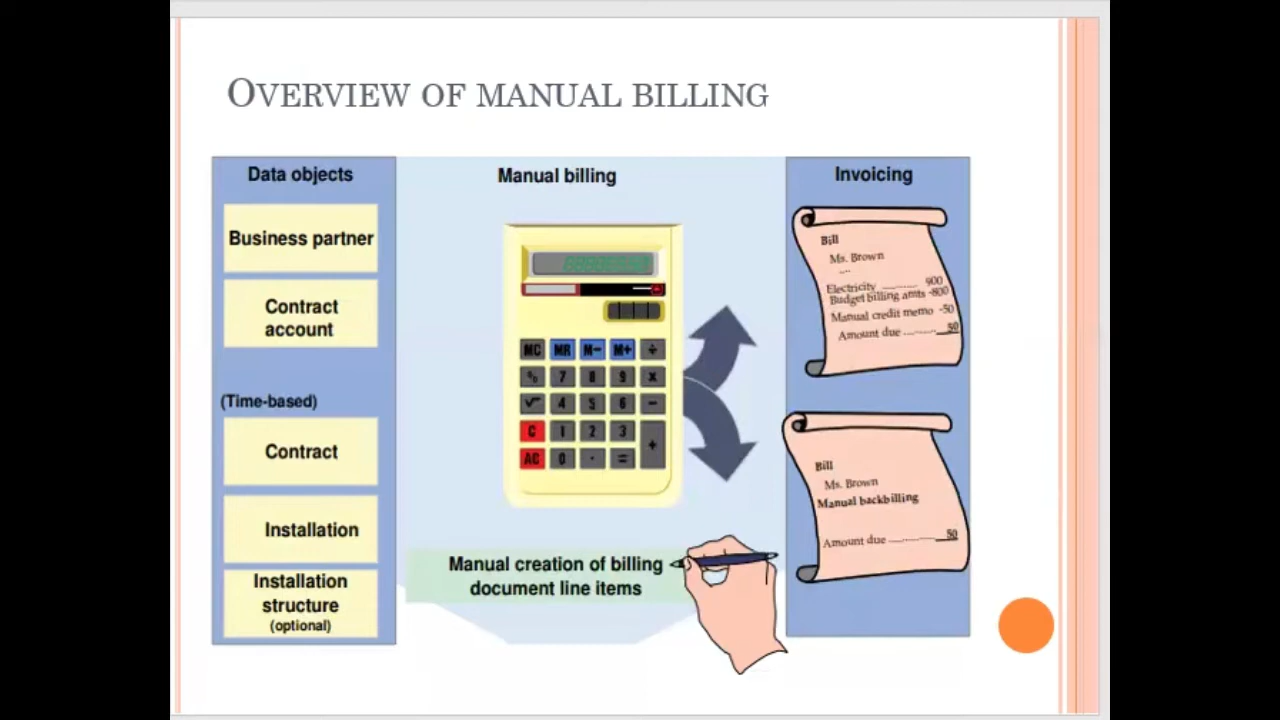 OVERVIEW OF MANUAL BILLING
Data objects
Business partner
Contract
account
(Time-based)
Contract
Installation
Installation
structure
(optional)
Manual billing
MC MR M− M+ ÷
% 7 8 9 ×
√ 4 5 6 −
C 1 2 3 +
AC 0 · =
Manual creation of billing
document line items
Invoicing
Bill
Ms. Brown
....
Electricity .......... 900
Budget billing amts -800
Manual credit memo -50
Amount due .......... 50
Bill
Ms. Brown
Manual backbilling
Amount due .......... 50